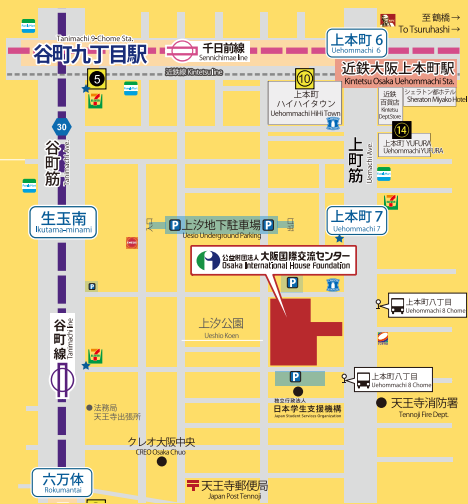 Tanimachi 9-Chome Sta.
谷町九丁目駅
千日前線
Sennichimae line
上本町6
Uehommachi 6
至 鶴橋→
To Tsuruhashi→
KFC
近鉄線 Kintetsu line
近鉄大阪上本町駅
Kintetsu Osaka Uehommachi Sta.
5
10
上本町
ハイハイタウン
Uehommachi HiHi Town
近鉄
百貨店
Kintetsu
Dept.Store
シェラトン都ホテル
Sheraton Miyako Hotel
14
上本町 YUFURA
Uehommachi YUFURA
30
谷町筋
Tanimachi Ave.
上町筋
Uemachi Ave.
生玉南
Ikutama-minami
上汐地下駐車場
Uesio Underground Parking
P
P
入口
出口
上本町7
Uehommachi 7
公益財団法人 大阪国際交流センター
Osaka International House Foundation
P
P
上本町八丁目
Uehommachi 8 Chome
谷町線
Tanimachi line
上汐公園
Ueshio Koen
P
上本町八丁目
Uehommachi 8 Chome
独立行政法人
日本学生支援機構
Japan Student Services Organization
天王寺消防署
Tennoji Fire Dept.
法務局
天王寺出張所
クレオ大阪中央
CREO Osaka Chuo
六万体
Rokumantai
天王寺郵便局
Japan Post Tennoji